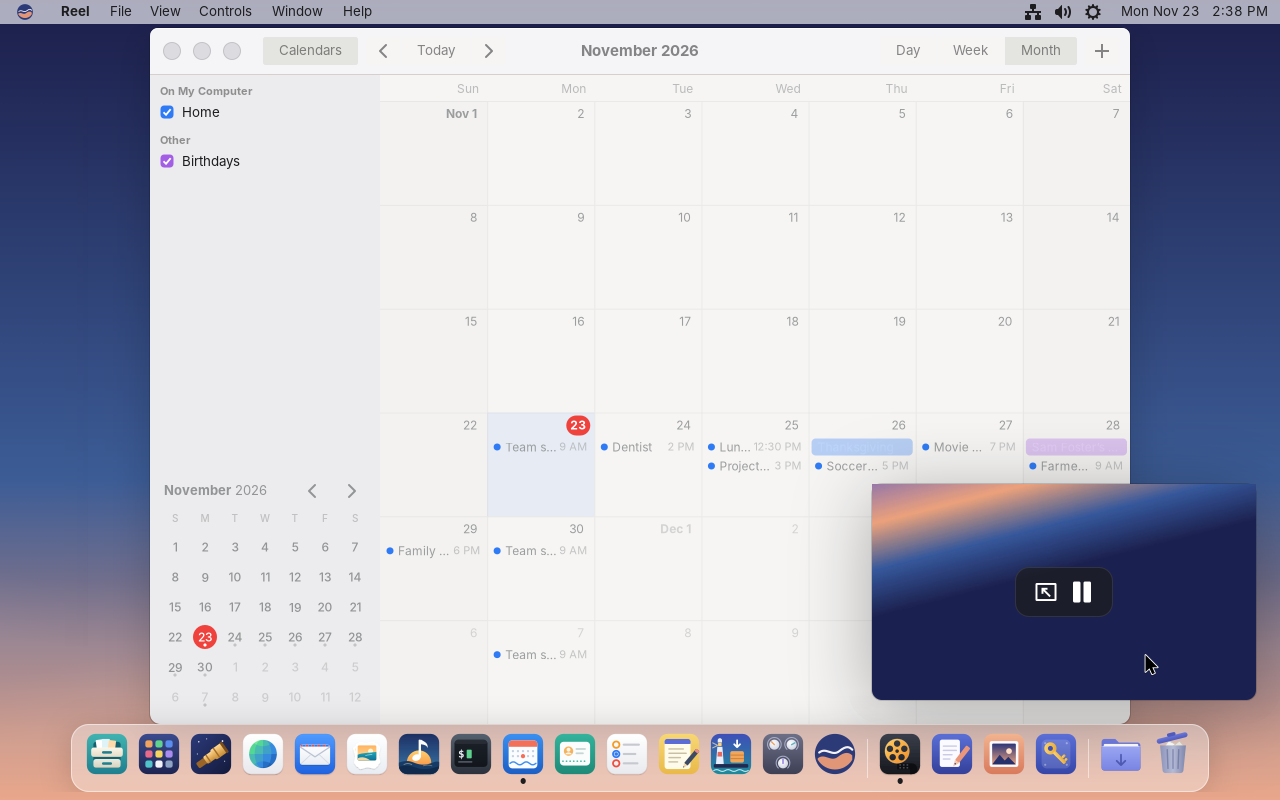 Reel File View Controls Window Help Mon Nov 23 2:38 PM
Calendars Today November 2026 Day Week Month
On My Computer
Home
Other
Birthdays
Sun Mon Tue Wed Thu Fri Sat
Nov 1 2 3 4 5 6 7
8 9 10 11 12 13 14
15 16 17 18 19 20 21
22 23 24 25 26 27 28
Team s... 9 AM Dentist 2 PM Lun... 12:30 PM Thanksgiving Movie ... 7 PM
Project... 3 PM Soccer... 5 PM Farme... 9 AM
29 30 Dec 1 2
Family ... 6 PM Team s... 9 AM
6 7 8 9
Team s... 9 AM
November 2026
S M T W T F S
1 2 3 4 5 6 7
8 9 10 11 12 13 14
15 16 17 18 19 20 21
22 23 24 25 26 27 28
29 30 1 2 3 4 5
6 7 8 9 10 11 12
$